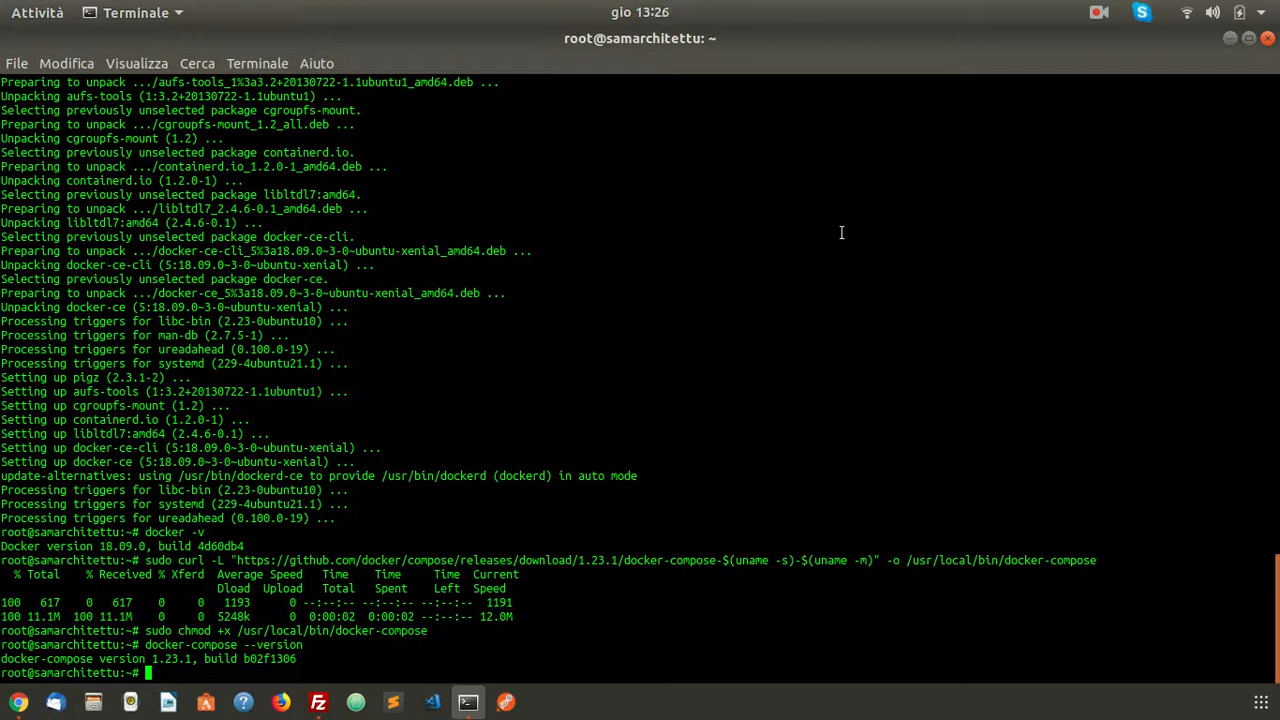 Attività Terminale gio 13:26
root@samarchitettu: ~
File Modifica Visualizza Cerca Terminale Aiuto
Preparing to unpack .../aufs-tools_1%3a3.2+20130722-1.1ubuntu1_amd64.deb ...
Unpacking aufs-tools (1:3.2+20130722-1.1ubuntu1) ...
Selecting previously unselected package cgroupfs-mount.
Preparing to unpack .../cgroupfs-mount_1.2_all.deb ...
Unpacking cgroupfs-mount (1.2) ...
Selecting previously unselected package containerd.io.
Preparing to unpack .../containerd.io_1.2.0-1_amd64.deb ...
Unpacking containerd.io (1.2.0-1) ...
Selecting previously unselected package libltdl7:amd64.
Preparing to unpack .../libltdl7_2.4.6-0.1_amd64.deb ...
Unpacking libltdl7:amd64 (2.4.6-0.1) ...
Selecting previously unselected package docker-ce-cli.
Preparing to unpack .../docker-ce-cli_5%3a18.09.0~3-0~ubuntu-xenial_amd64.deb ...
Unpacking docker-ce-cli (5:18.09.0~3-0~ubuntu-xenial) ...
Selecting previously unselected package docker-ce.
Preparing to unpack .../docker-ce_5%3a18.09.0~3-0~ubuntu-xenial_amd64.deb ...
Unpacking docker-ce (5:18.09.0~3-0~ubuntu-xenial) ...
Processing triggers for libc-bin (2.23-0ubuntu10) ...
Processing triggers for man-db (2.7.5-1) ...
Processing triggers for ureadahead (0.100.0-19) ...
Processing triggers for systemd (229-4ubuntu21.1) ...
Setting up pigz (2.3.1-2) ...
Setting up aufs-tools (1:3.2+20130722-1.1ubuntu1) ...
Setting up cgroupfs-mount (1.2) ...
Setting up containerd.io (1.2.0-1) ...
Setting up libltdl7:amd64 (2.4.6-0.1) ...
Setting up docker-ce-cli (5:18.09.0~3-0~ubuntu-xenial) ...
Setting up docker-ce (5:18.09.0~3-0~ubuntu-xenial) ...
update-alternatives: using /usr/bin/dockerd-ce to provide /usr/bin/dockerd (dockerd) in auto mode
Processing triggers for libc-bin (2.23-0ubuntu10) ...
Processing triggers for systemd (229-4ubuntu21.1) ...
Processing triggers for ureadahead (0.100.0-19) ...
root@samarchitettu:~# docker -v
Docker version 18.09.0, build 4d60db4
root@samarchitettu:~# sudo curl -L "https://github.com/docker/compose/releases/download/1.23.1/docker-compose-$(uname -s)-$(uname -m)" -o /usr/local/bin/docker-compose
% Total % Received % Xferd Average Speed Time Time Time Current
Dload Upload Total Spent Left Speed
100 617 0 617 0 0 1193 0 --:--:-- --:--:-- --:--:-- 1191
100 11.1M 100 11.1M 0 0 5248k 0 0:00:02 0:00:02 --:--:-- 12.0M
root@samarchitettu:~# sudo chmod +x /usr/local/bin/docker-compose
root@samarchitettu:~# docker-compose --version
docker-compose version 1.23.1, build b02f1306
root@samarchitettu:~#